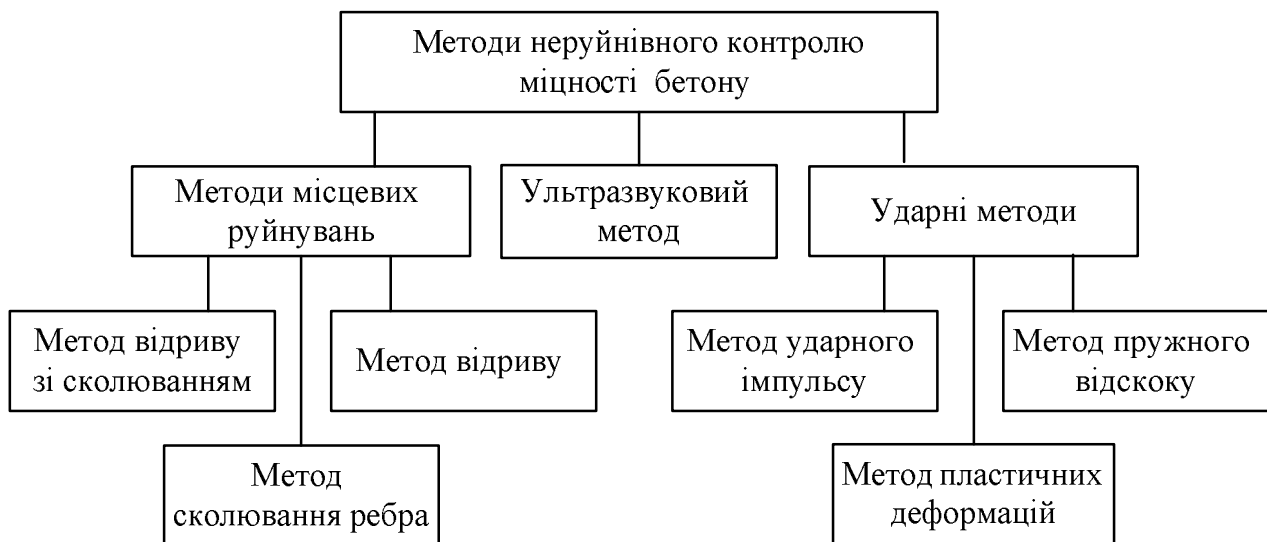 Методи неруйнівного контролю
міцності бетону
Методи місцевих
руйнувань
Ультразвуковий
метод
Ударні методи
Метод відриву
зі сколюванням
Метод відриву
Метод ударного
імпульсу
Метод пружного
відскоку
Метод
сколювання ребра
Метод пластичних
деформацій